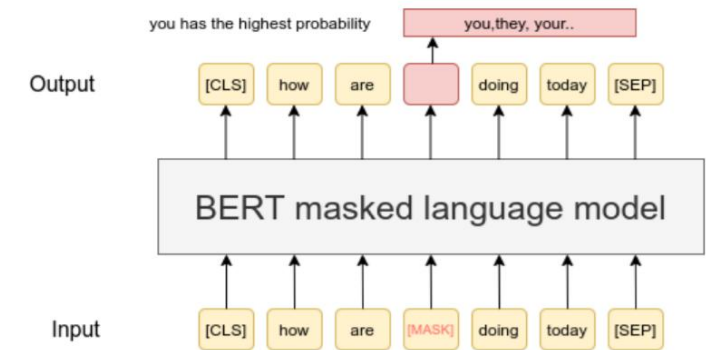 you has the highest probability
you,they, your..
Output
[CLS] how are doing today [SEP]
BERT masked language model
Input
[CLS] how are [MASK] doing today [SEP]